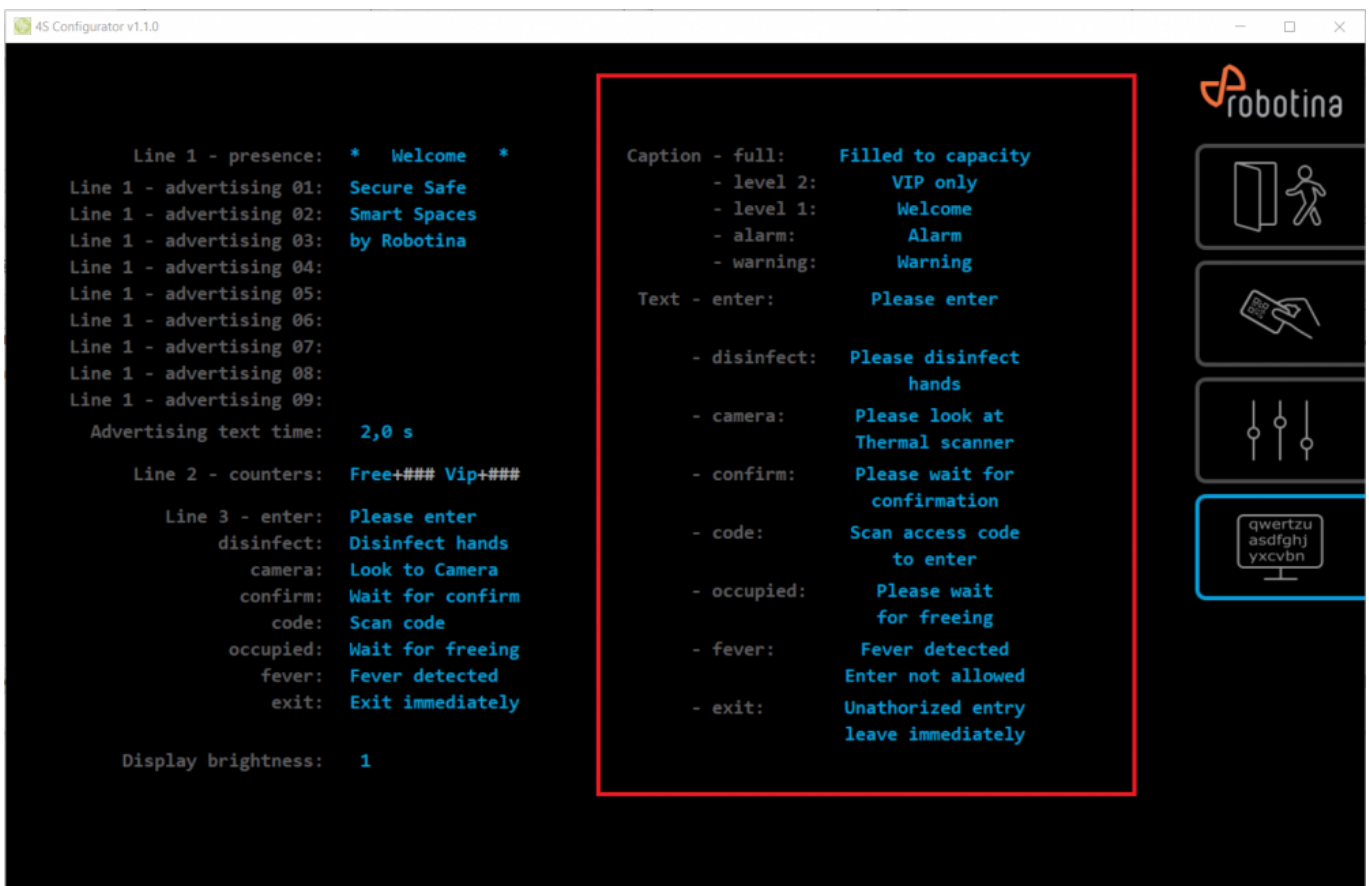 4S Configurator v1.1.0
robotina
Line 1 - presence: *   Welcome   *
Line 1 - advertising 01: Secure Safe
Line 1 - advertising 02: Smart Spaces
Line 1 - advertising 03: by Robotina
Line 1 - advertising 04:
Line 1 - advertising 05:
Line 1 - advertising 06:
Line 1 - advertising 07:
Line 1 - advertising 08:
Line 1 - advertising 09:
Advertising text time: 2,0 s
Line 2 - counters: Free+### Vip+###
Line 3 - enter: Please enter
disinfect: Disinfect hands
camera: Look to Camera
confirm: Wait for confirm
code: Scan code
occupied: Wait for freeing
fever: Fever detected
exit: Exit immediately
Display brightness: 1
Caption - full: Filled to capacity
- level 2: VIP only
- level 1: Welcome
- alarm: Alarm
- warning: Warning
Text - enter: Please enter
- disinfect: Please disinfect
hands
- camera: Please look at
Thermal scanner
- confirm: Please wait for
confirmation
- code: Scan access code
to enter
- occupied: Please wait
for freeing
- fever: Fever detected
Enter not allowed
- exit: Unathorized entry
leave immediately
qwertzu
asdfghj
yxcvbn